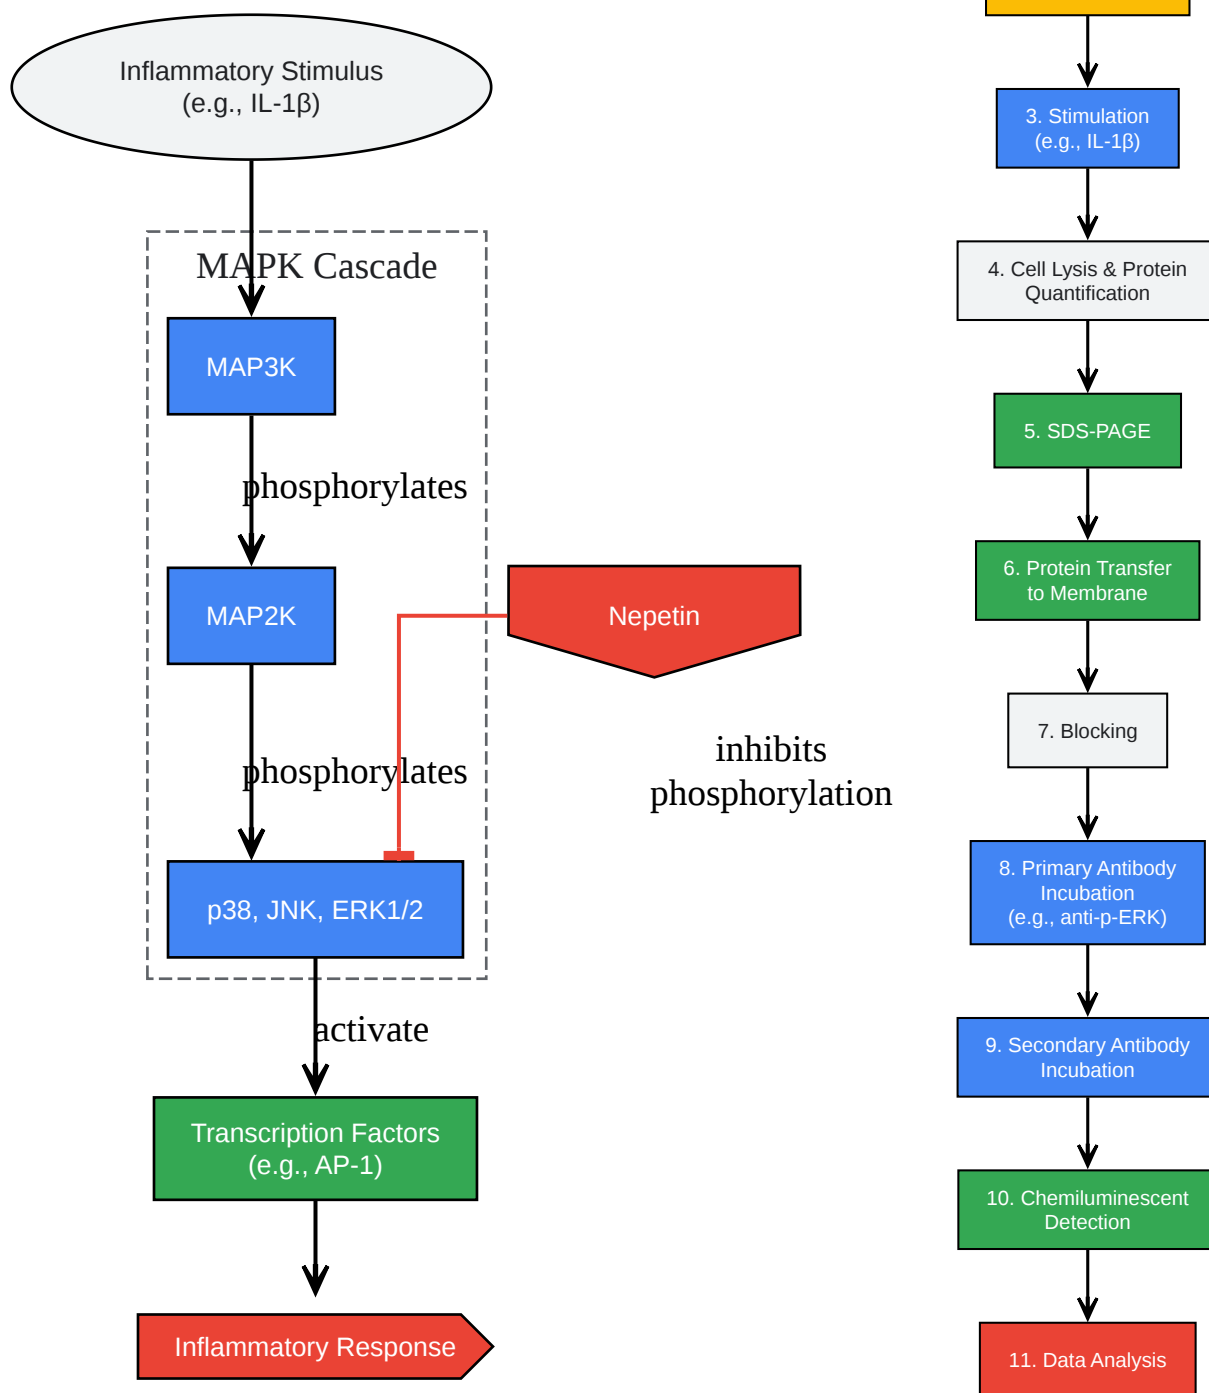 Inflammatory Stimulus
(e.g., IL-1β)
MAPK Cascade
MAP3K
phosphorylates
MAP2K
Nepetin
phosphorylates
inhibits
phosphorylation
p38, JNK, ERK1/2
activate
Transcription Factors
(e.g., AP-1)
Inflammatory Response
3. Stimulation
(e.g., IL-1β)
4. Cell Lysis & Protein
Quantification
5. SDS-PAGE
6. Protein Transfer
to Membrane
7. Blocking
8. Primary Antibody
Incubation
(e.g., anti-p-ERK)
9. Secondary Antibody
Incubation
10. Chemiluminescent
Detection
11. Data Analysis